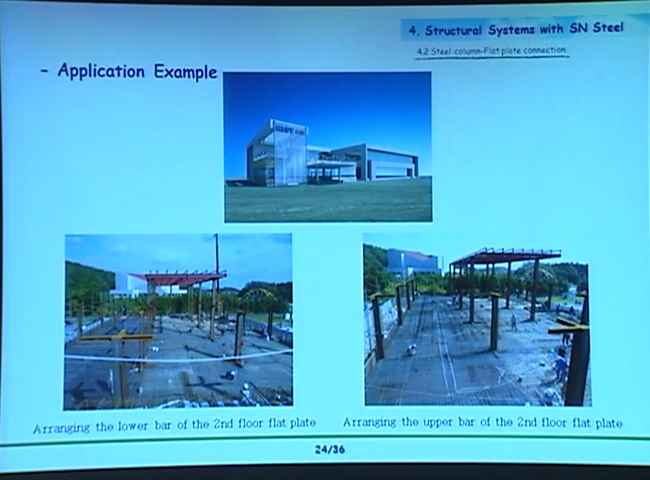 4. Structural Systems with SN Steel
4.2 Steel column-Flat plate connection
- Application Example
Arranging the lower bar of the 2nd floor flat plate
Arranging the upper bar of the 2nd floor flat plate
24/36